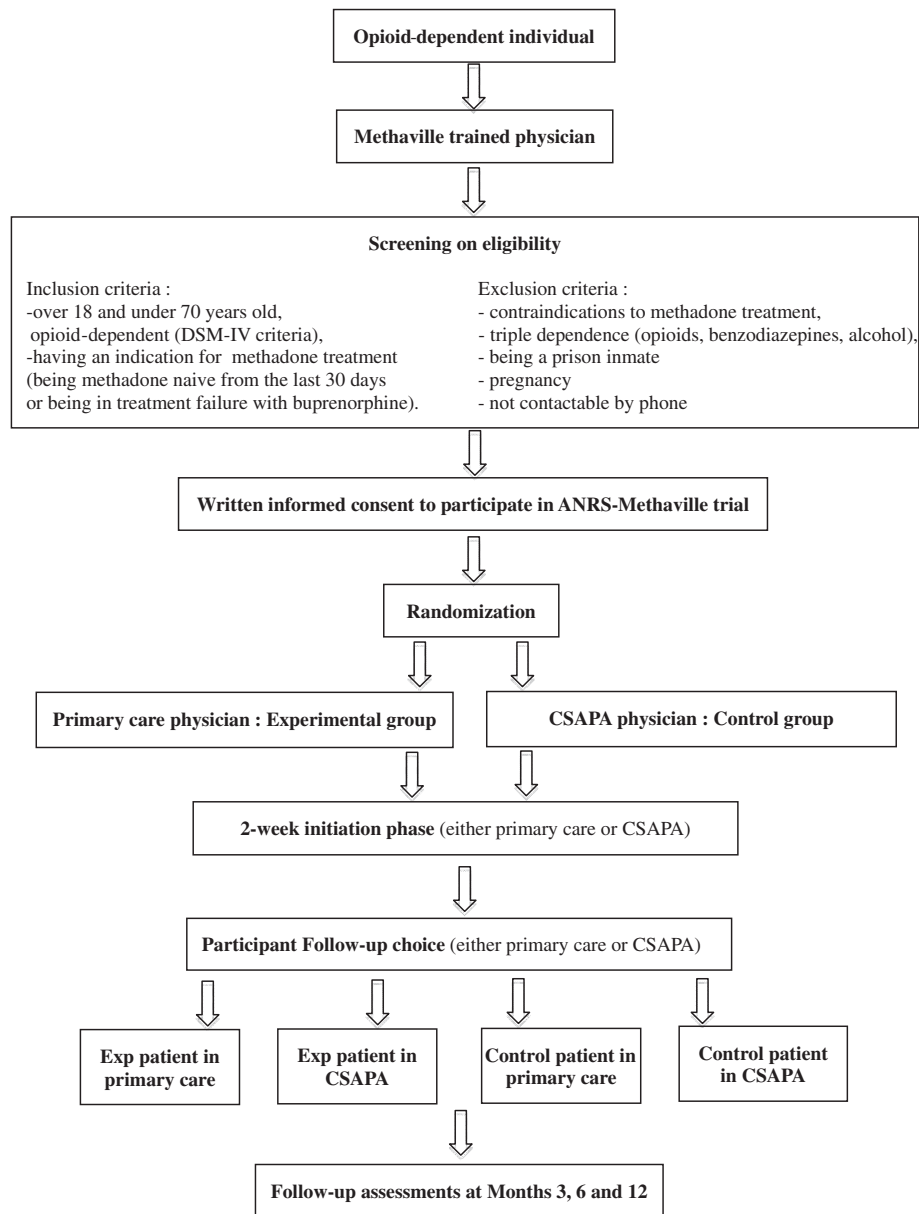 Opioid-dependent individual
Methaville trained physician
Screening on eligibility
Inclusion criteria :
-over 18 and under 70 years old,
opioid-dependent (DSM-IV criteria),
-having an indication for methadone treatment
(being methadone naive from the last 30 days
or being in treatment failure with buprenorphine).
Exclusion criteria :
- contraindications to methadone treatment,
- triple dependence (opioids, benzodiazepines, alcohol),
- being a prison inmate
- pregnancy
- not contactable by phone
Written informed consent to participate in ANRS-Methaville trial
Randomization
Primary care physician : Experimental group
CSAPA physician : Control group
2-week initiation phase (either primary care or CSAPA)
Participant Follow-up choice (either primary care or CSAPA)
Exp patient in
primary care
Exp patient in
CSAPA
Control patient in
primary care
Control patient
in CSAPA
Follow-up assessments at Months 3, 6 and 12